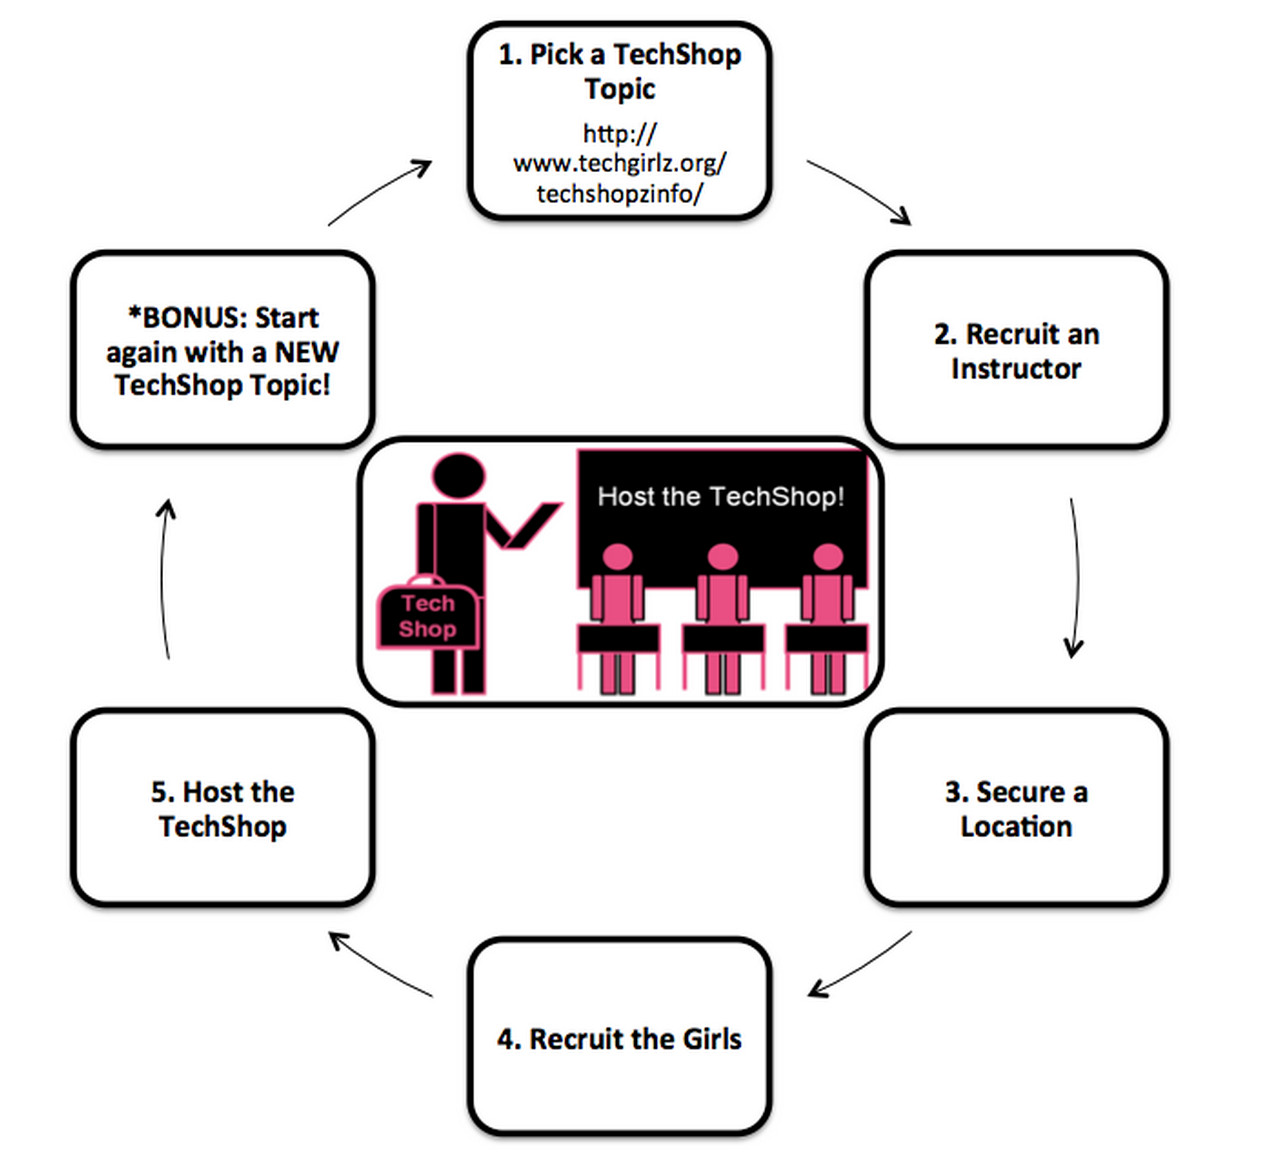 1. Pick a TechShop
Topic
http://
www.techgirlz.org/
techshopzinfo/
2. Recruit an
Instructor
3. Secure a
Location
4. Recruit the Girls
5. Host the
TechShop
*BONUS: Start
again with a NEW
TechShop Topic!
Host the TechShop!
Tech
Shop